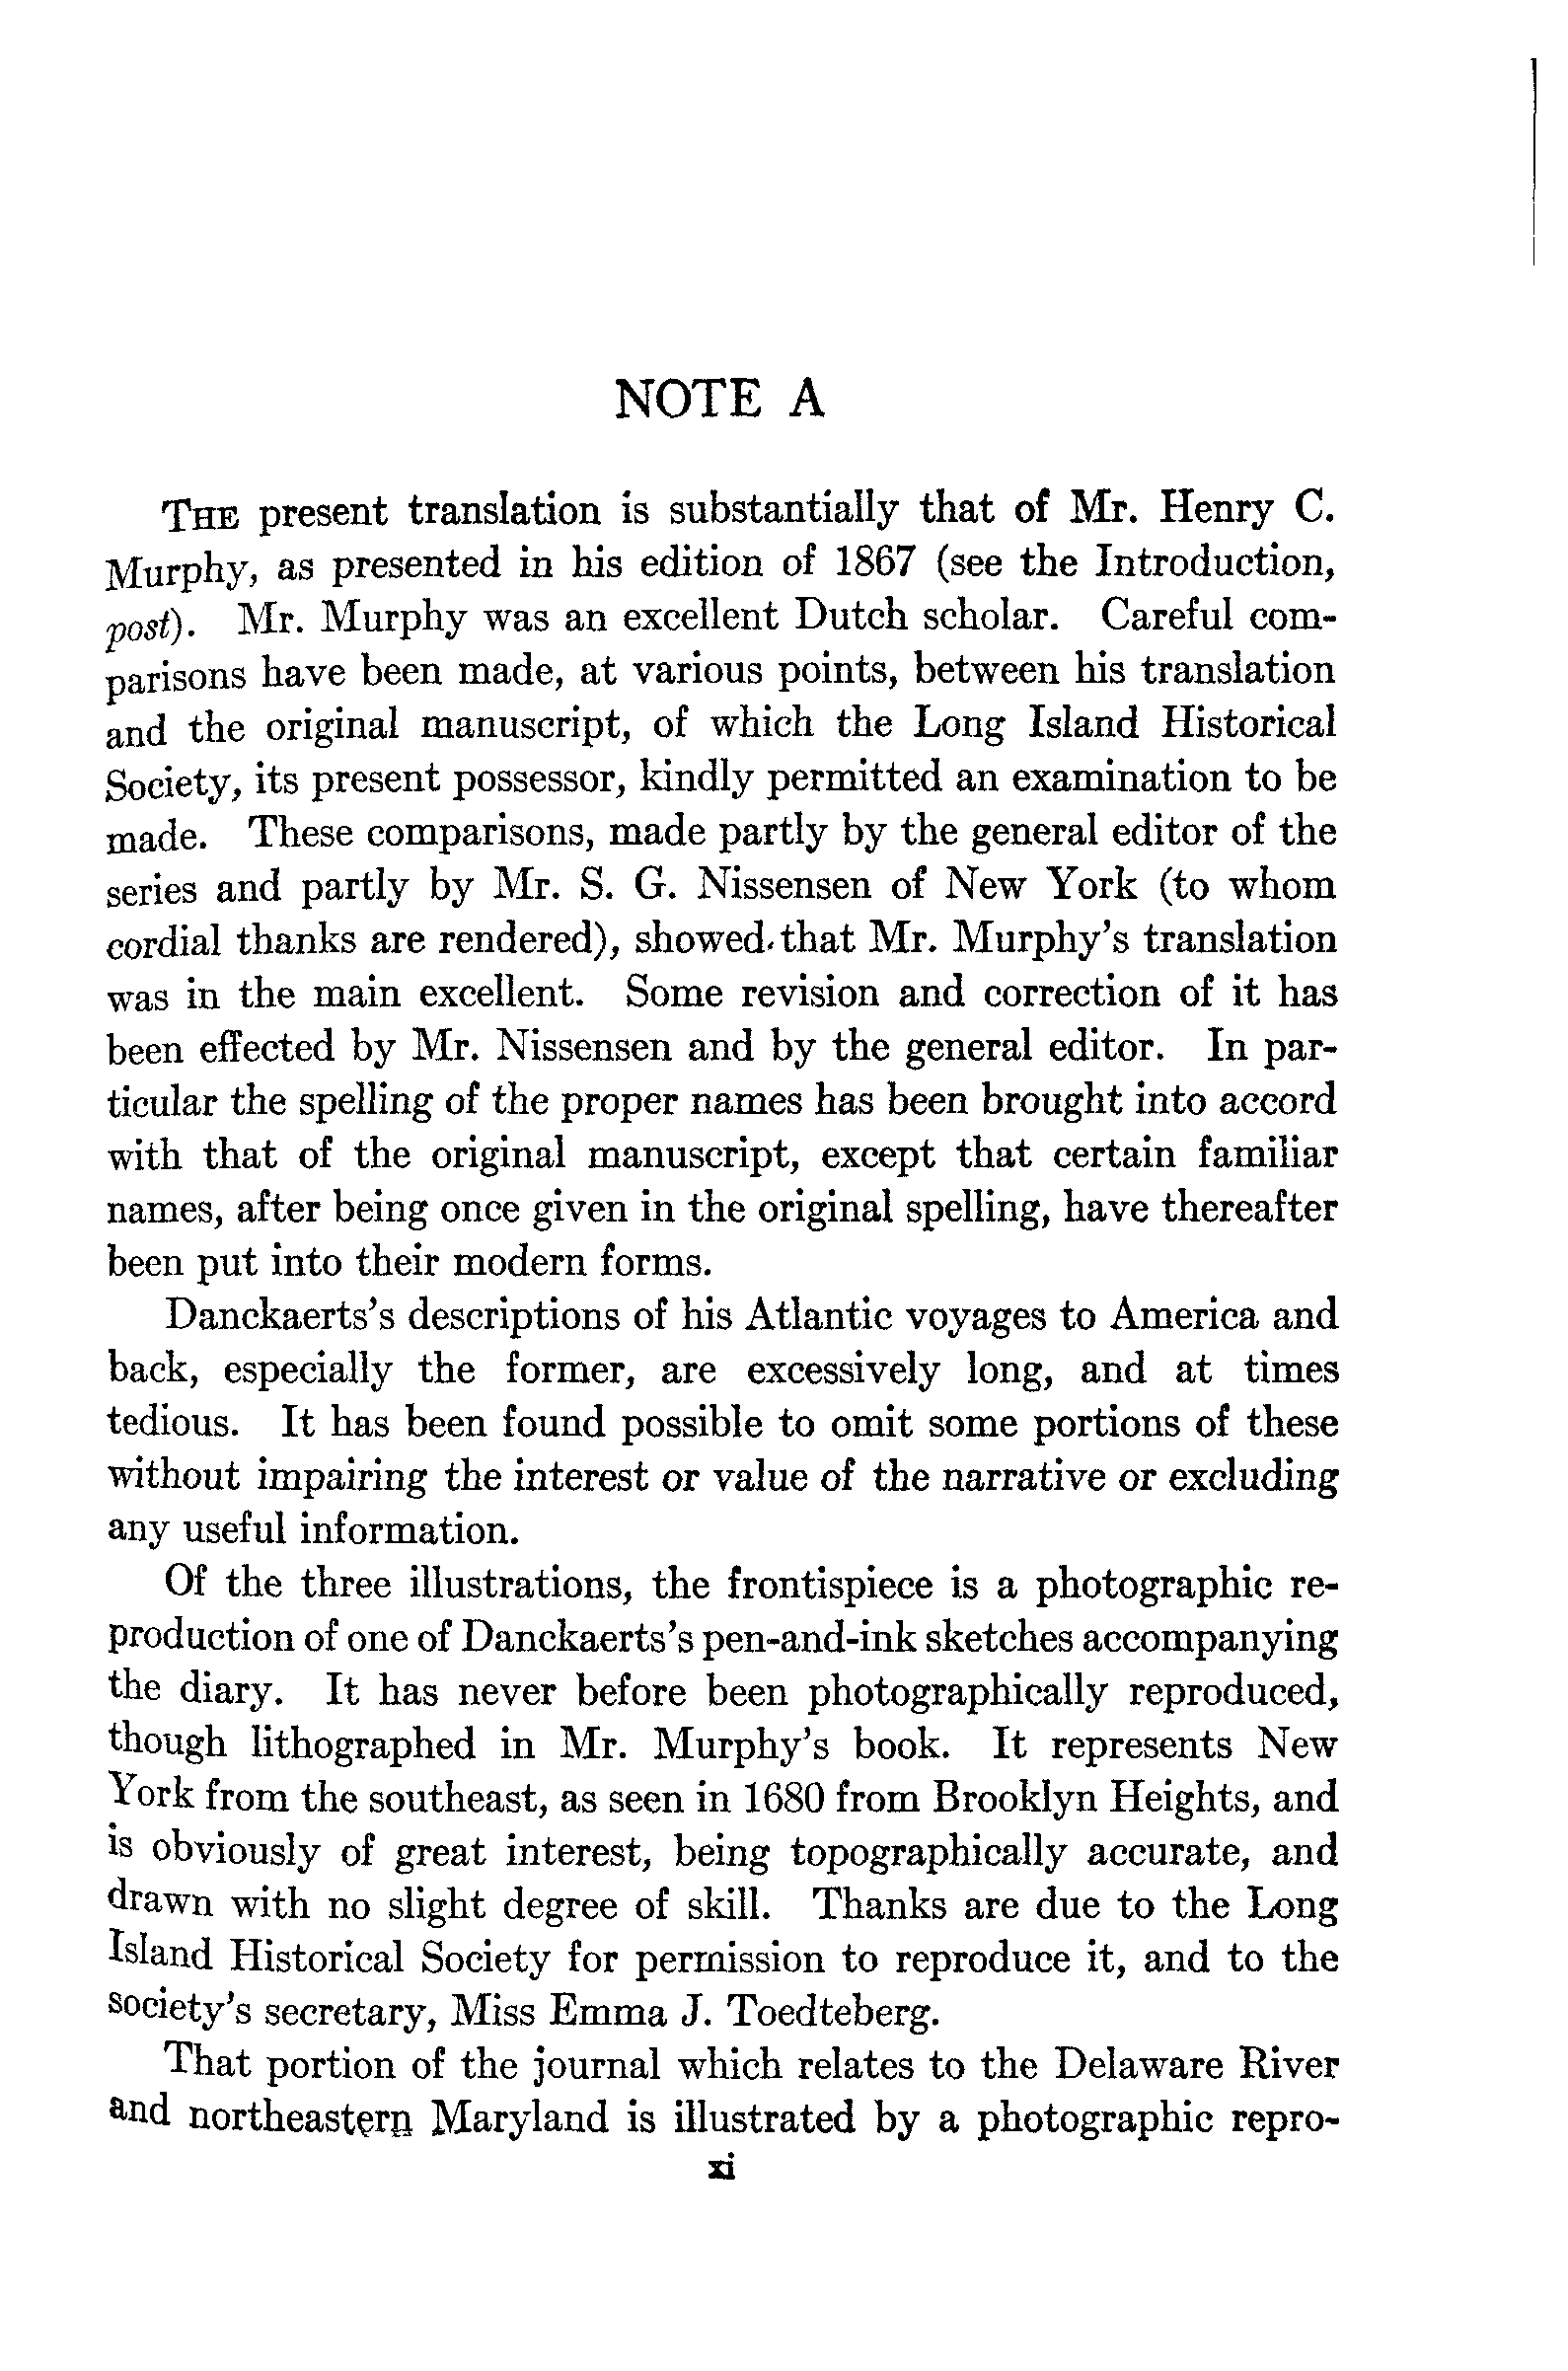 NOTE A
THE present translation is substantially that of Mr. Henry C.
Murphy, as presented in his edition of 1867 (see the Introduction,
post). Mr. Murphy was an excellent Dutch scholar. Careful com-
parisons have been made, at various points, between his translation
and the original manuscript, of which the Long Island Historical
Society, its present possessor, kindly permitted an examination to be
made. These comparisons, made partly by the general editor of the
series and partly by Mr. S. G. Nissensen of New York (to whom
cordial thanks are rendered), showed that Mr. Murphy's translation
was in the main excellent. Some revision and correction of it has
been effected by Mr. Nissensen and by the general editor. In par-
ticular the spelling of the proper names has been brought into accord
with that of the original manuscript, except that certain familiar
names, after being once given in the original spelling, have thereafter
been put into their modern forms.
Danckaerts's descriptions of his Atlantic voyages to America and
back, especially the former, are excessively long, and at times
tedious. It has been found possible to omit some portions of these
without impairing the interest or value of the narrative or excluding
any useful information.
Of the three illustrations, the frontispiece is a photographic re-
production of one of Danckaerts's pen-and-ink sketches accompanying
the diary. It has never before been photographically reproduced,
though lithographed in Mr. Murphy's book. It represents New
York from the southeast, as seen in 1680 from Brooklyn Heights, and
is obviously of great interest, being topographically accurate, and
drawn with no slight degree of skill. Thanks are due to the Long
Island Historical Society for permission to reproduce it, and to the
society's secretary, Miss Emma J. Toedteberg.
That portion of the journal which relates to the Delaware River
and northeastern Maryland is illustrated by a photographic repro-
xi